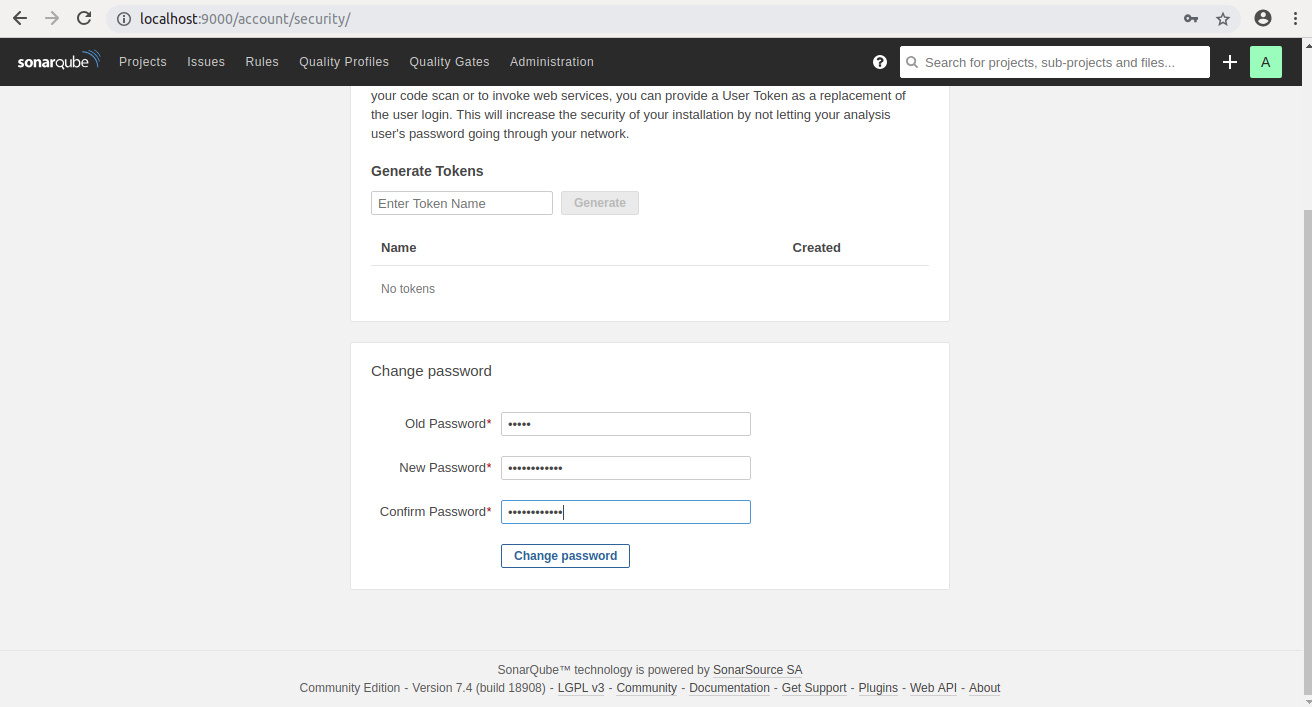 localhost:9000/account/security/
sonarqube Projects Issues Rules Quality Profiles Quality Gates Administration Search for projects, sub-projects and files... A
your code scan or to invoke web services, you can provide a User Token as a replacement of
the user login. This will increase the security of your installation by not letting your analysis
user's password going through your network.
Generate Tokens
Enter Token Name Generate
Name Created
No tokens
Change password
Old Password* •••••
New Password* ••••••••••••
Confirm Password* ••••••••••••
Change password
SonarQube™ technology is powered by SonarSource SA
Community Edition - Version 7.4 (build 18908) - LGPL v3 - Community - Documentation - Get Support - Plugins - Web API - About